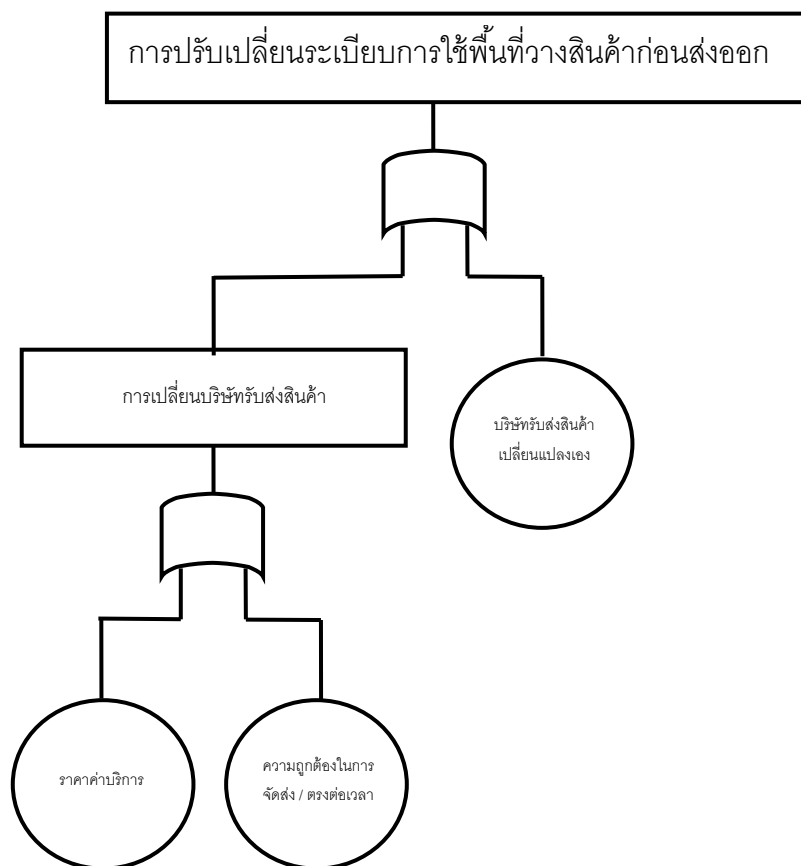 การปรับเปลี่ยนระเบียบการใช้พื้นที่วางสินค้าก่อนส่งออก
การเปลี่ยนบริษัทรับส่งสินค้า
บริษัทรับส่งสินค้า
เปลี่ยนแปลงเอง
ราคาค่าบริการ
ความถูกต้องในการ
จัดส่ง / ตรงต่อเวลา